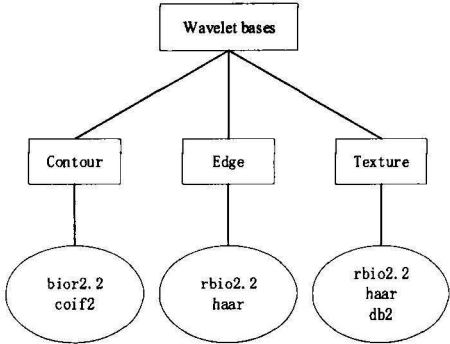 Wavelet bases
Contour
Edge
Texture
bior2.2
coif2
rbio2.2
haar
rbio2.2
haar
db2